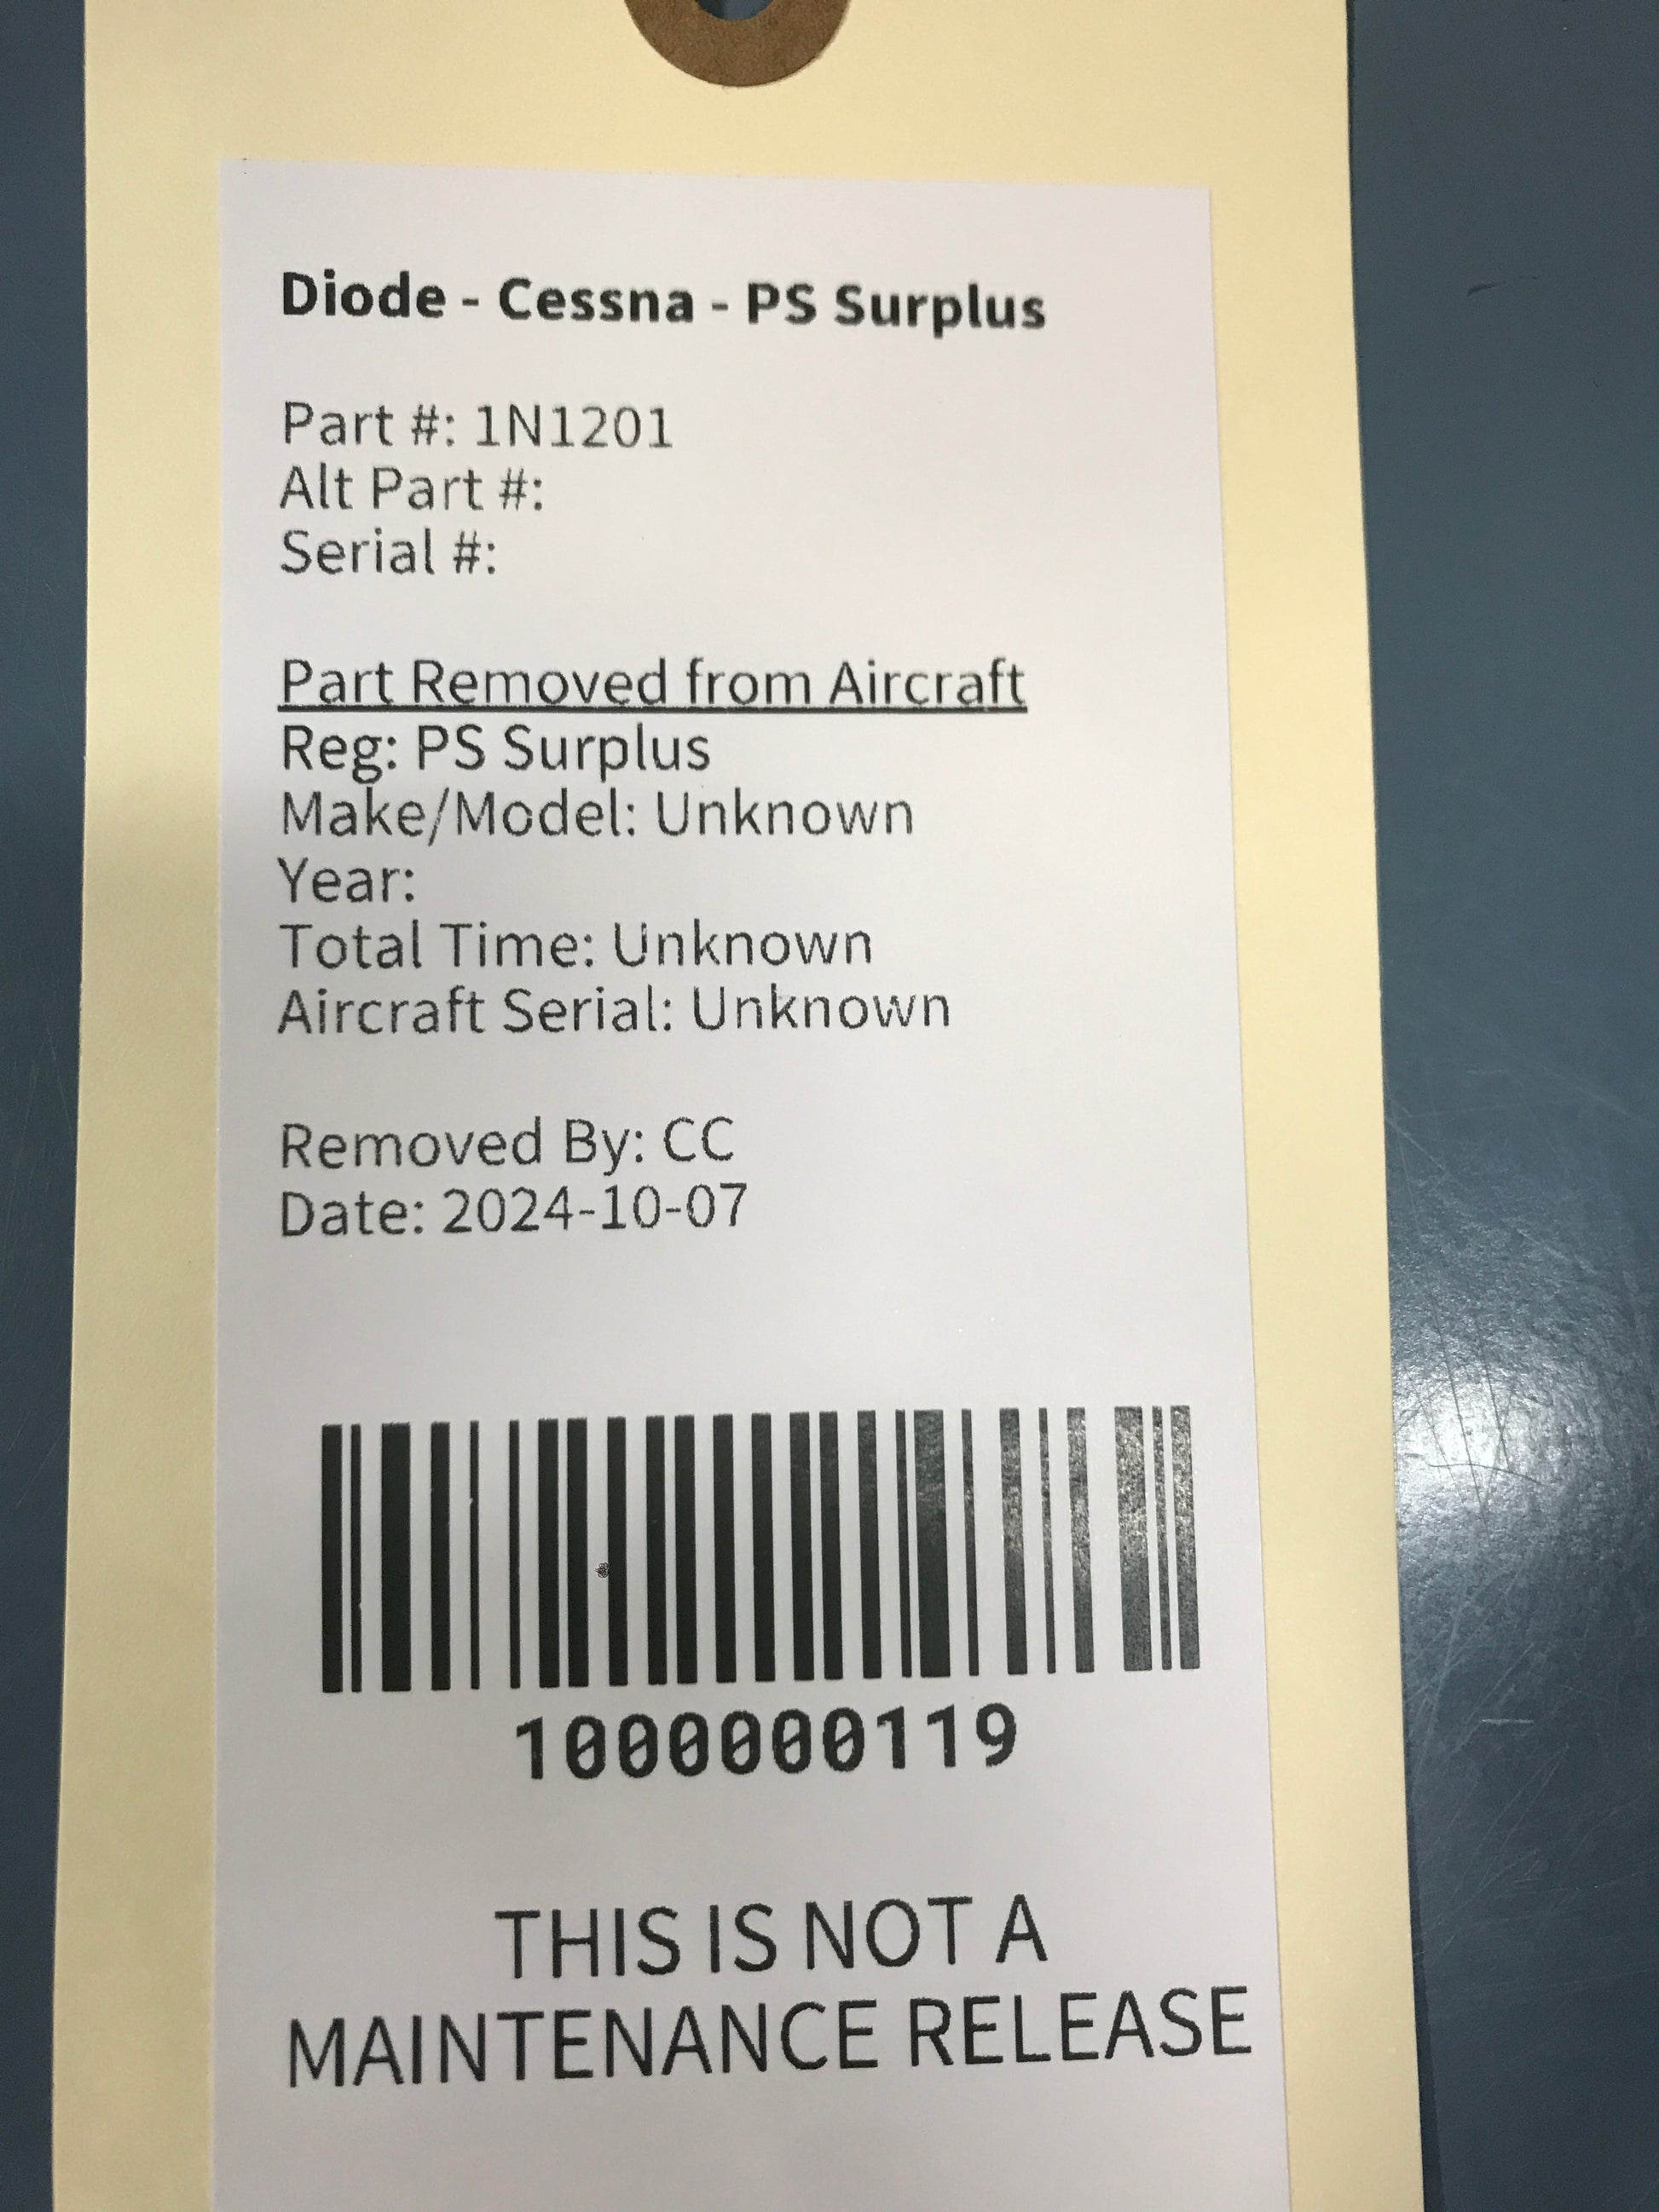 Diode - Cessna - PS Surplus
Part #: 1N1201
Alt Part #:
Serial #:
Part Removed from Aircraft
Reg: PS Surplus
Make/Model: Unknown
Year:
Total Time: Unknown
Aircraft Serial: Unknown
Removed By: CC
Date: 2024-10-07
1000000119
THIS IS NOT A
MAINTENANCE RELEASE